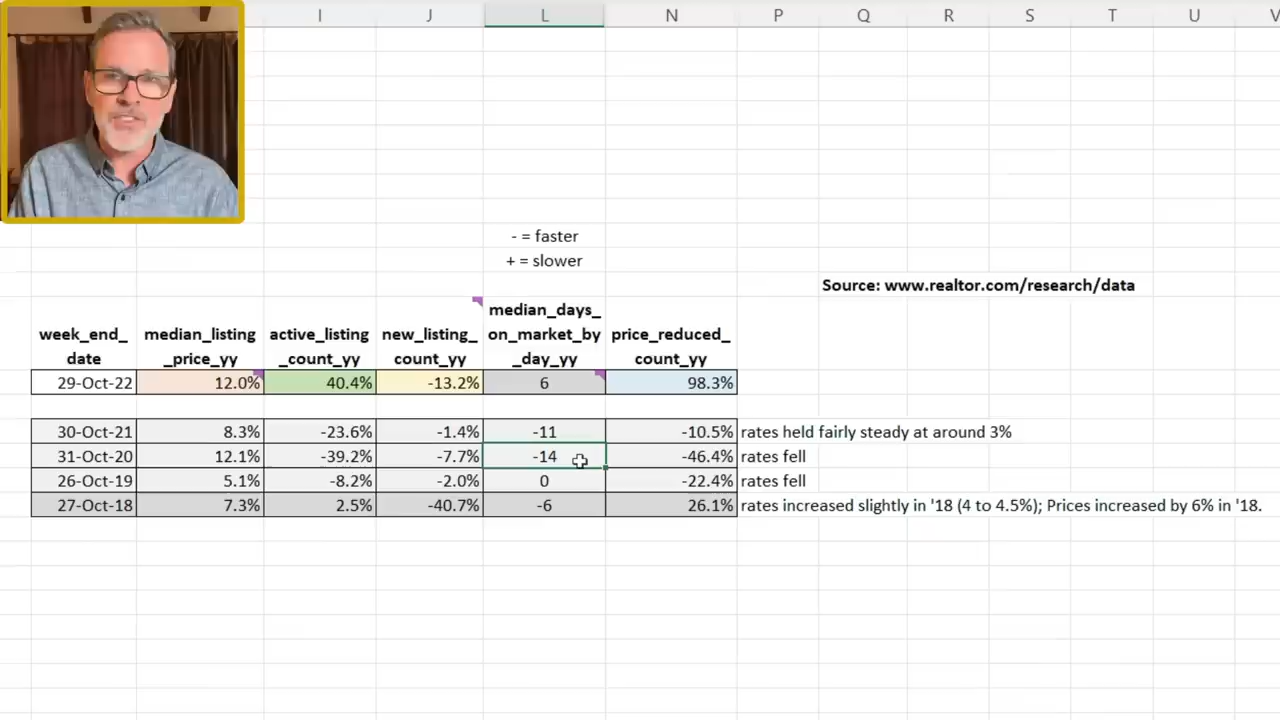 I J L N P Q R S T U V
- = faster
+ = slower
Source: www.realtor.com/research/data
week_end_ date median_listing _price_yy active_listing _count_yy new_listing_ count_yy median_days_ on_market_by _day_yy price_reduced_ count_yy
29-Oct-22 12.0% 40.4% -13.2% 6 98.3%
30-Oct-21 8.3% -23.6% -1.4% -11 -10.5% rates held fairly steady at around 3%
31-Oct-20 12.1% -39.2% -7.7% -14 -46.4% rates fell
26-Oct-19 5.1% -8.2% -2.0% 0 -22.4% rates fell
27-Oct-18 7.3% 2.5% -40.7% -6 26.1% rates increased slightly in '18 (4 to 4.5%); Prices increased by 6% in '18.